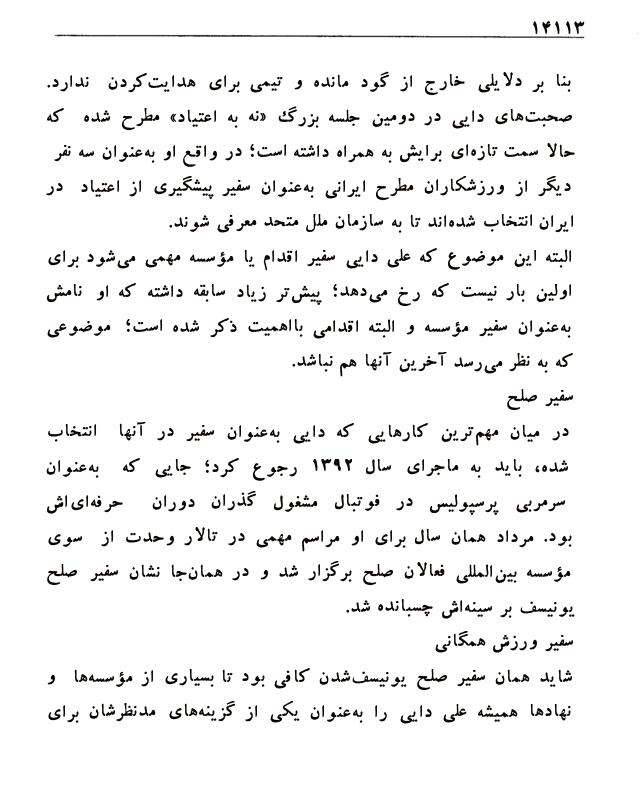 ۱۴۱۱۳
بنا بر دلایلی خارج از گود مانده و تیمی برای هدایت‌کردن ندارد.
صحبت‌های دایی در دومین جلسه بزرگ «نه به اعتیاد» مطرح شده که
حالا سمت تازه‌ای برایش به همراه داشته است؛ در واقع او به‌عنوان سه نفر
دیگر از ورزشکاران مطرح ایرانی به‌عنوان سفیر پیشگیری از اعتیاد در
ایران انتخاب شده‌اند تا به سازمان ملل متحد معرفی شوند.
البته این موضوع که علی دایی سفیر اقدام یا مؤسسه مهمی می‌شود برای
اولین بار نیست که رخ می‌دهد؛ پیش‌تر زیاد سابقه داشته که او نامش
به‌عنوان سفیر مؤسسه و البته اقدامی بااهمیت ذکر شده است؛ موضوعی
که به نظر می‌رسد آخرین آنها هم نباشد.
سفیر صلح
در میان مهم‌ترین کارهایی که دایی به‌عنوان سفیر در آنها انتخاب
شده، باید به ماجرای سال ۱۳۹۲ رجوع کرد؛ جایی که به‌عنوان
سرمربی پرسپولیس در فوتبال مشغول گذران دوران حرفه‌ای‌اش
بود. مرداد همان سال برای او مراسم مهمی در تالار وحدت از سوی
مؤسسه بین‌المللی فعالان صلح برگزار شد و در همان‌جا نشان سفیر صلح
یونیسف بر سینه‌اش چسبانده شد.
سفیر ورزش همگانی
شاید همان سفیر صلح یونیسف‌شدن کافی بود تا بسیاری از مؤسسه‌ها و
نهادها همیشه علی دایی را به‌عنوان یکی از گزینه‌های مدنظرشان برای